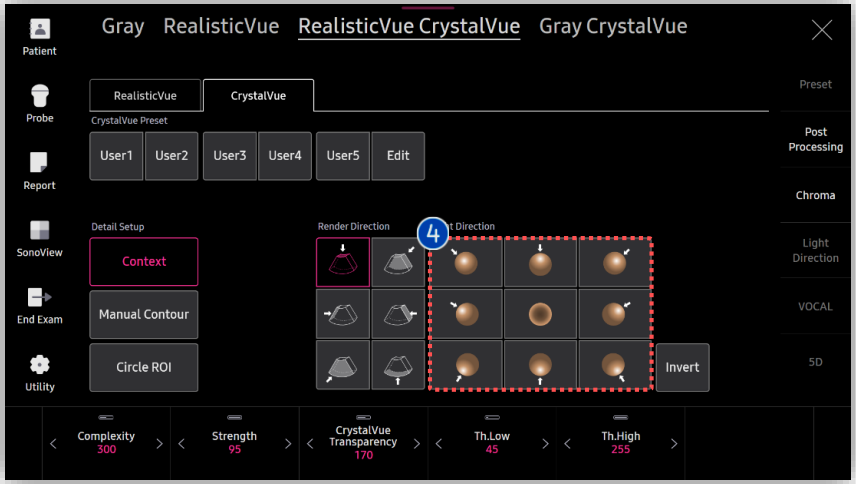 Gray RealisticVue RealisticVue CrystalVue Gray CrystalVue
Patient
Probe
Report
SonoView
End Exam
Utility
RealisticVue CrystalVue
CrystalVue Preset
User1 User2 User3 User4 User5 Edit
Detail Setup
Context
Manual Contour
Circle ROI
Render Direction
4
t Direction
Invert
Preset
Post
Processing
Chroma
Light
Direction
VOCAL
5D
Complexity
300
Strength
95
CrystalVue
Transparency
170
Th.Low
45
Th.High
255